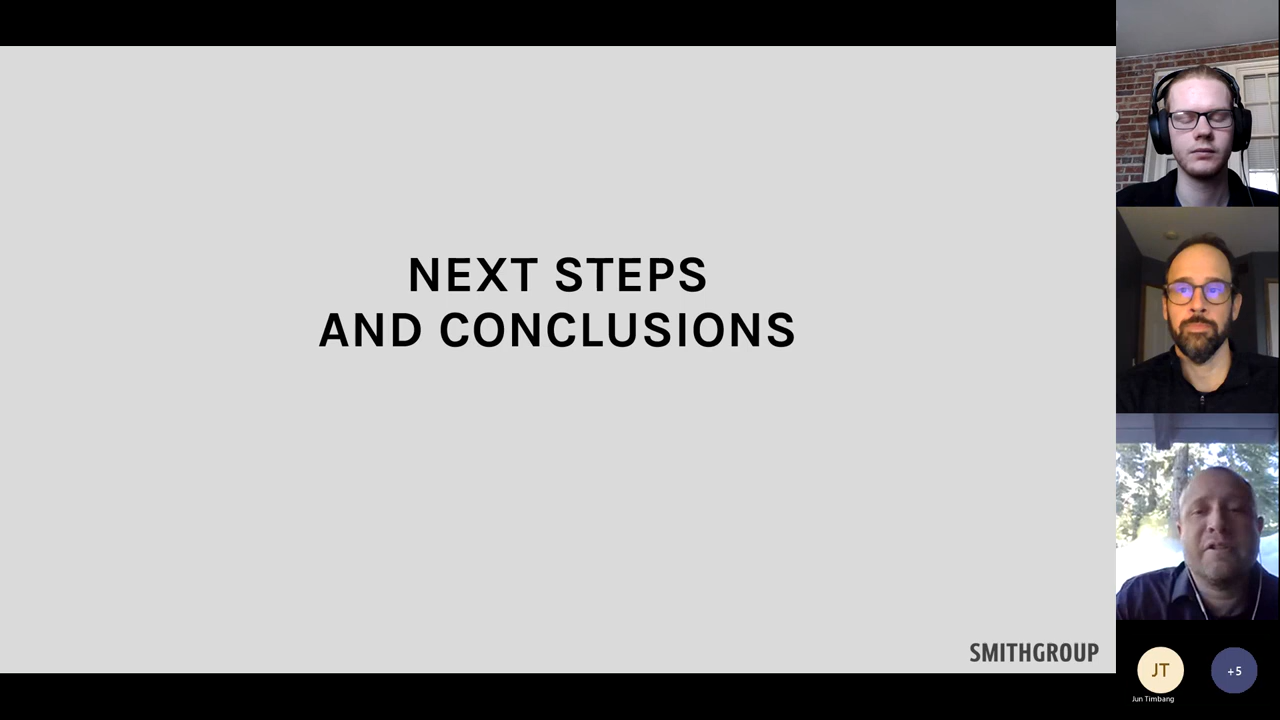 NEXT STEPS
AND CONCLUSIONS
SMITHGROUP
JT
+5
Jun Timbang